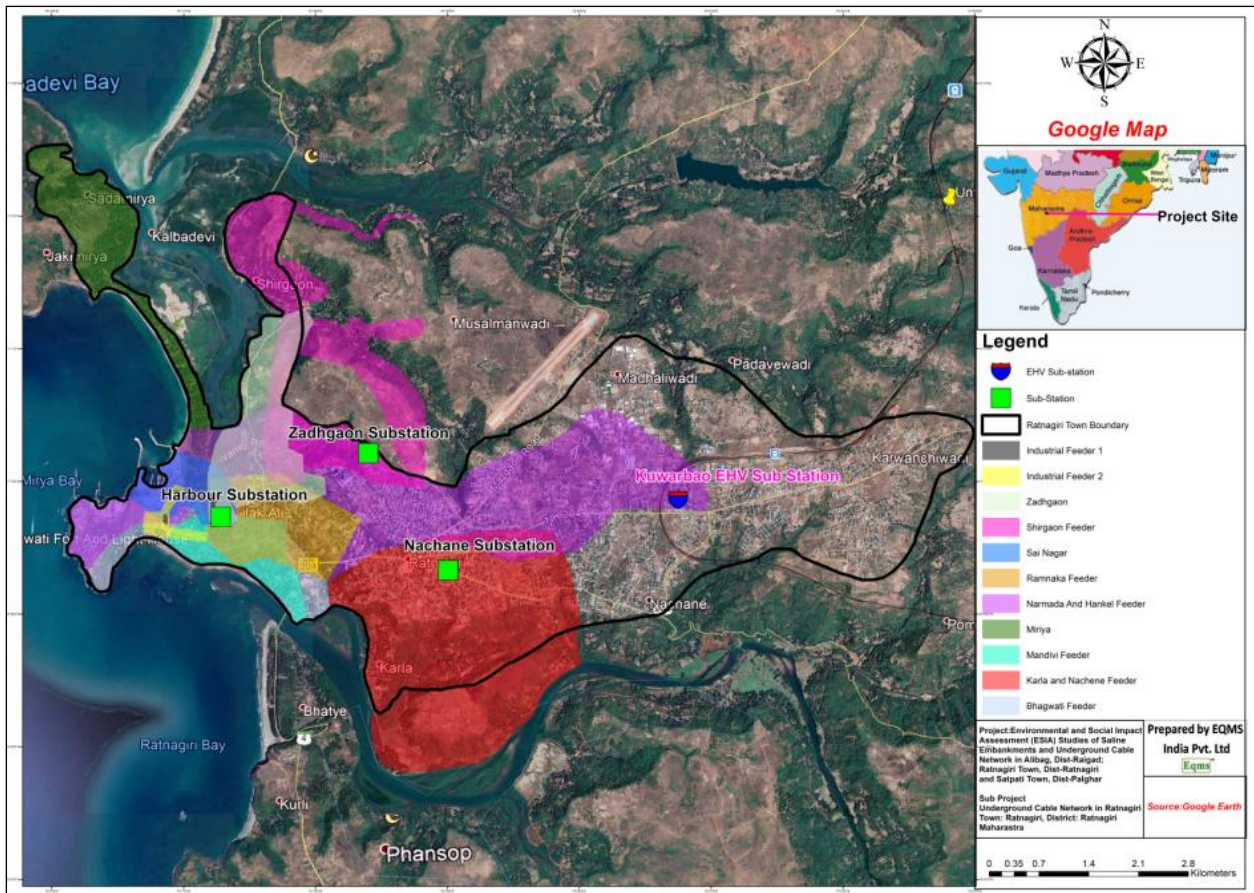 adevi Bay
Sadamirya
Kalbadevi
Jakimirya
Shirgaon
Musalmanwadi
Padavewadi
Madhaliwadi
Un
Zadhgaon Substation
Karwanchiwadi
Kuwarbao EHV Sub Station
Mirya Bay
Harbour Substation
Nachane Substation
Nachane
Karla
Bhatye
4
Ratnagiri Bay
Kurli
Phansop
Pom
N
W E
S
Google Map
Gujarat
Madhya Pradesh
Chhattisgarh
West Bengal
Tripura
Manipur
Mizoram
Maharashtra
Orissa
Project Site
Andhra Pradesh
Goa
Karnataka
Pondicherry
Tamil Nadu
Kerala
Legend
EHV Sub-station
Sub-Station
Ratnagiri Town Boundary
Industrial Feeder 1
Industrial Feeder 2
Zadhgaon
Shirgaon Feeder
Sai Nagar
Ramnaka Feeder
Narmada And Hankel Feeder
Miriya
Mandivi Feeder
Karla and Nachene Feeder
Bhagwati Feeder
Project:Environmental and Social Impact
Assessment (ESIA) Studies of Saline
Embankments and Underground Cable
Network in Alibag, Dist-Raigad;
Ratnagiri Town, Dist-Ratnagiri
and Satpati Town, Dist-Palghar
Sub Project
Underground Cable Network in Ratnagiri
Town: Ratnagiri, District: Ratnagiri
Maharastra
Prepared by EQMS
India Pvt. Ltd
Eqms
Source:Google Earth
0 0.35 0.7 1.4 2.1 2.8
Kilometers